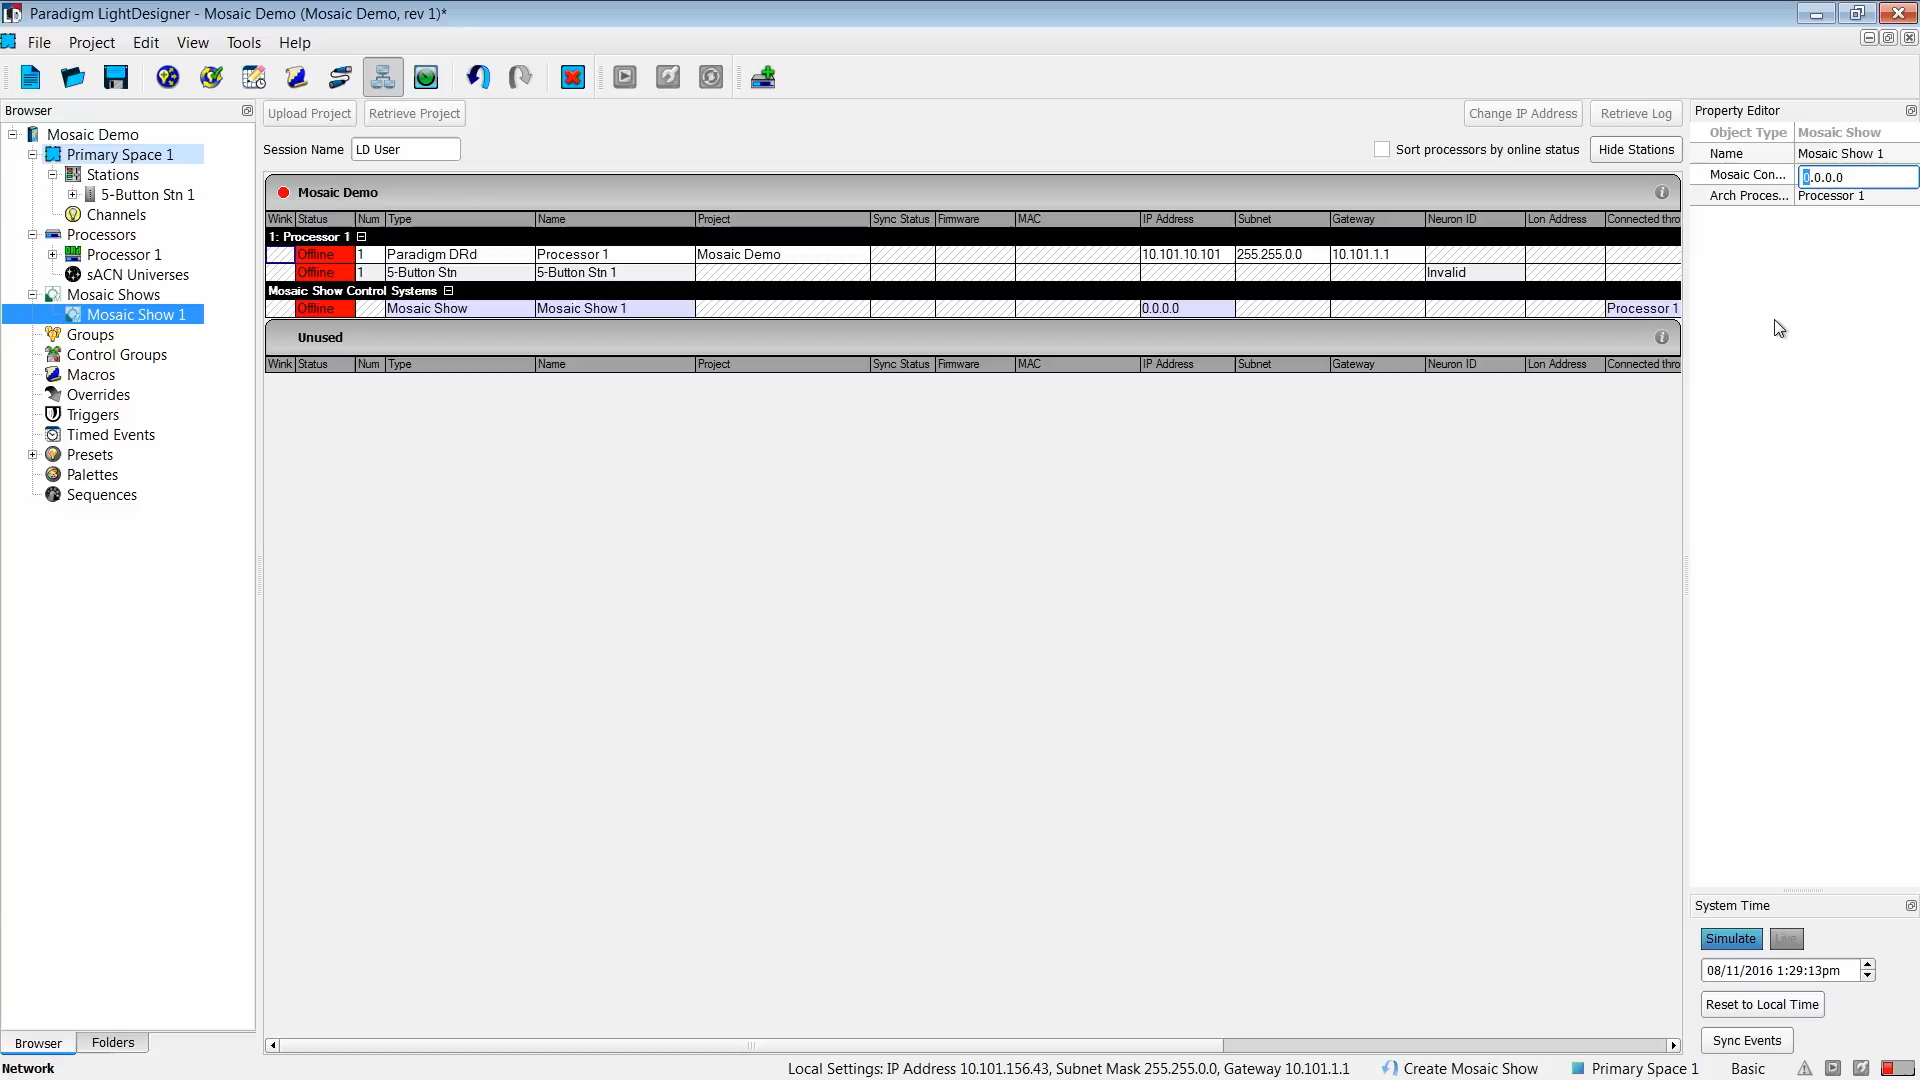 Paradigm LightDesigner - Mosaic Demo (Mosaic Demo, rev 1)*
File Project Edit View Tools Help
Browser
Mosaic Demo
Primary Space 1
Stations
5-Button Stn 1
Channels
Processors
Processor 1
sACN Universes
Mosaic Shows
Mosaic Show 1
Groups
Control Groups
Macros
Overrides
Triggers
Timed Events
Presets
Palettes
Sequences
Browser Folders
Upload Project Retrieve Project Change IP Address Retrieve Log
Session Name LD User Sort processors by online status Hide Stations
Mosaic Demo
Wink Status Num Type Name Project Sync Status Firmware MAC IP Address Subnet Gateway Neuron ID Lon Address Connected thro
1: Processor 1
Offline 1 Paradigm DRd Processor 1 Mosaic Demo 10.101.10.101 255.255.0.0 10.101.1.1
Offline 1 5-Button Stn 5-Button Stn 1 Invalid
Mosaic Show Control Systems
Offline Mosaic Show Mosaic Show 1 0.0.0.0 Processor 1
Unused
Wink Status Num Type Name Project Sync Status Firmware MAC IP Address Subnet Gateway Neuron ID Lon Address Connected thro
Property Editor
Object Type Mosaic Show
Name Mosaic Show 1
Mosaic Con... 0.0.0.0
Arch Proces... Processor 1
System Time
Simulate Live
08/11/2016 1:29:13pm
Reset to Local Time
Sync Events
Network Local Settings: IP Address 10.101.156.43, Subnet Mask 255.255.0.0, Gateway 10.101.1.1 Create Mosaic Show Primary Space 1 Basic